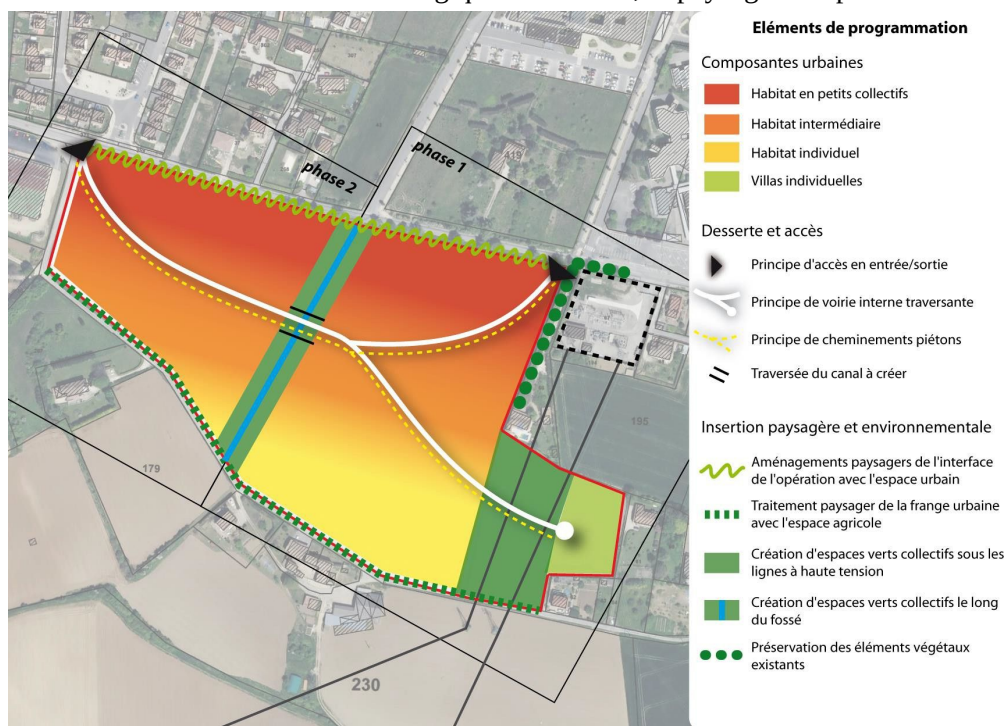 Eléments de programmation
Composantes urbaines
Habitat en petits collectifs
Habitat intermédiaire
Habitat individuel
Villas individuelles
Desserte et accès
Principe d'accès en entrée/sortie
Principe de voirie interne traversante
Principe de cheminements piétons
Traversée du canal à créer
Insertion paysagère et environnementale
Aménagements paysagers de l'interface
de l'opération avec l'espace urbain
Traitement paysager de la frange urbaine
avec l'espace agricole
Création d'espaces verts collectifs sous les
lignes à haute tension
Création d'espaces verts collectifs le long
du fossé
Préservation des éléments végétaux
existants
phase 1
phase 2
419
195
179
230